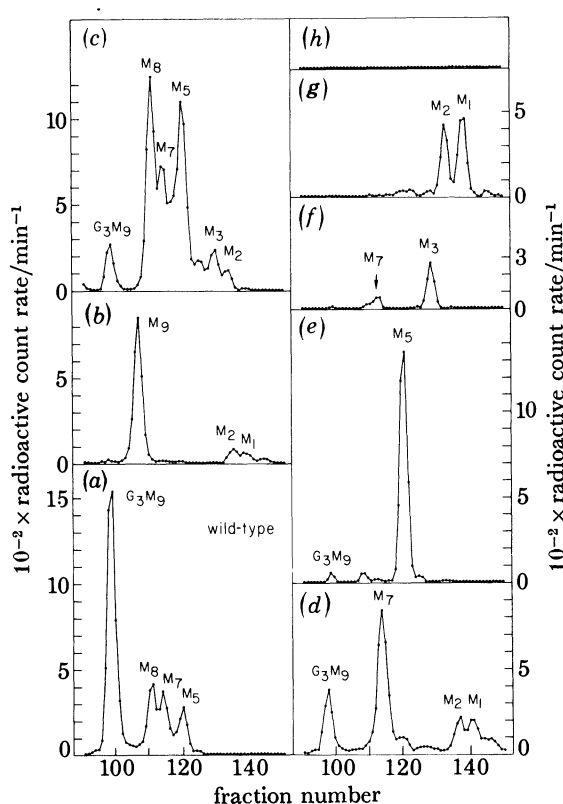 (c)
M8
M5
M7
G3M9
M3
M2
10
5
0
(b)
M9
M2 M1
5
0
(a)
G3M9
wild-type
M8
M7
M5
15
10
5
0
100 120 140
10−2 × radioactive count rate/min−1
(h)
(g)
M2 M1
5
0
(f)
M7
M3
3
0
(e)
M5
G3M9
10
0
(d)
M7
G3M9
M2 M1
5
0
100 120 140
10−2 × radioactive count rate/min−1
fraction number